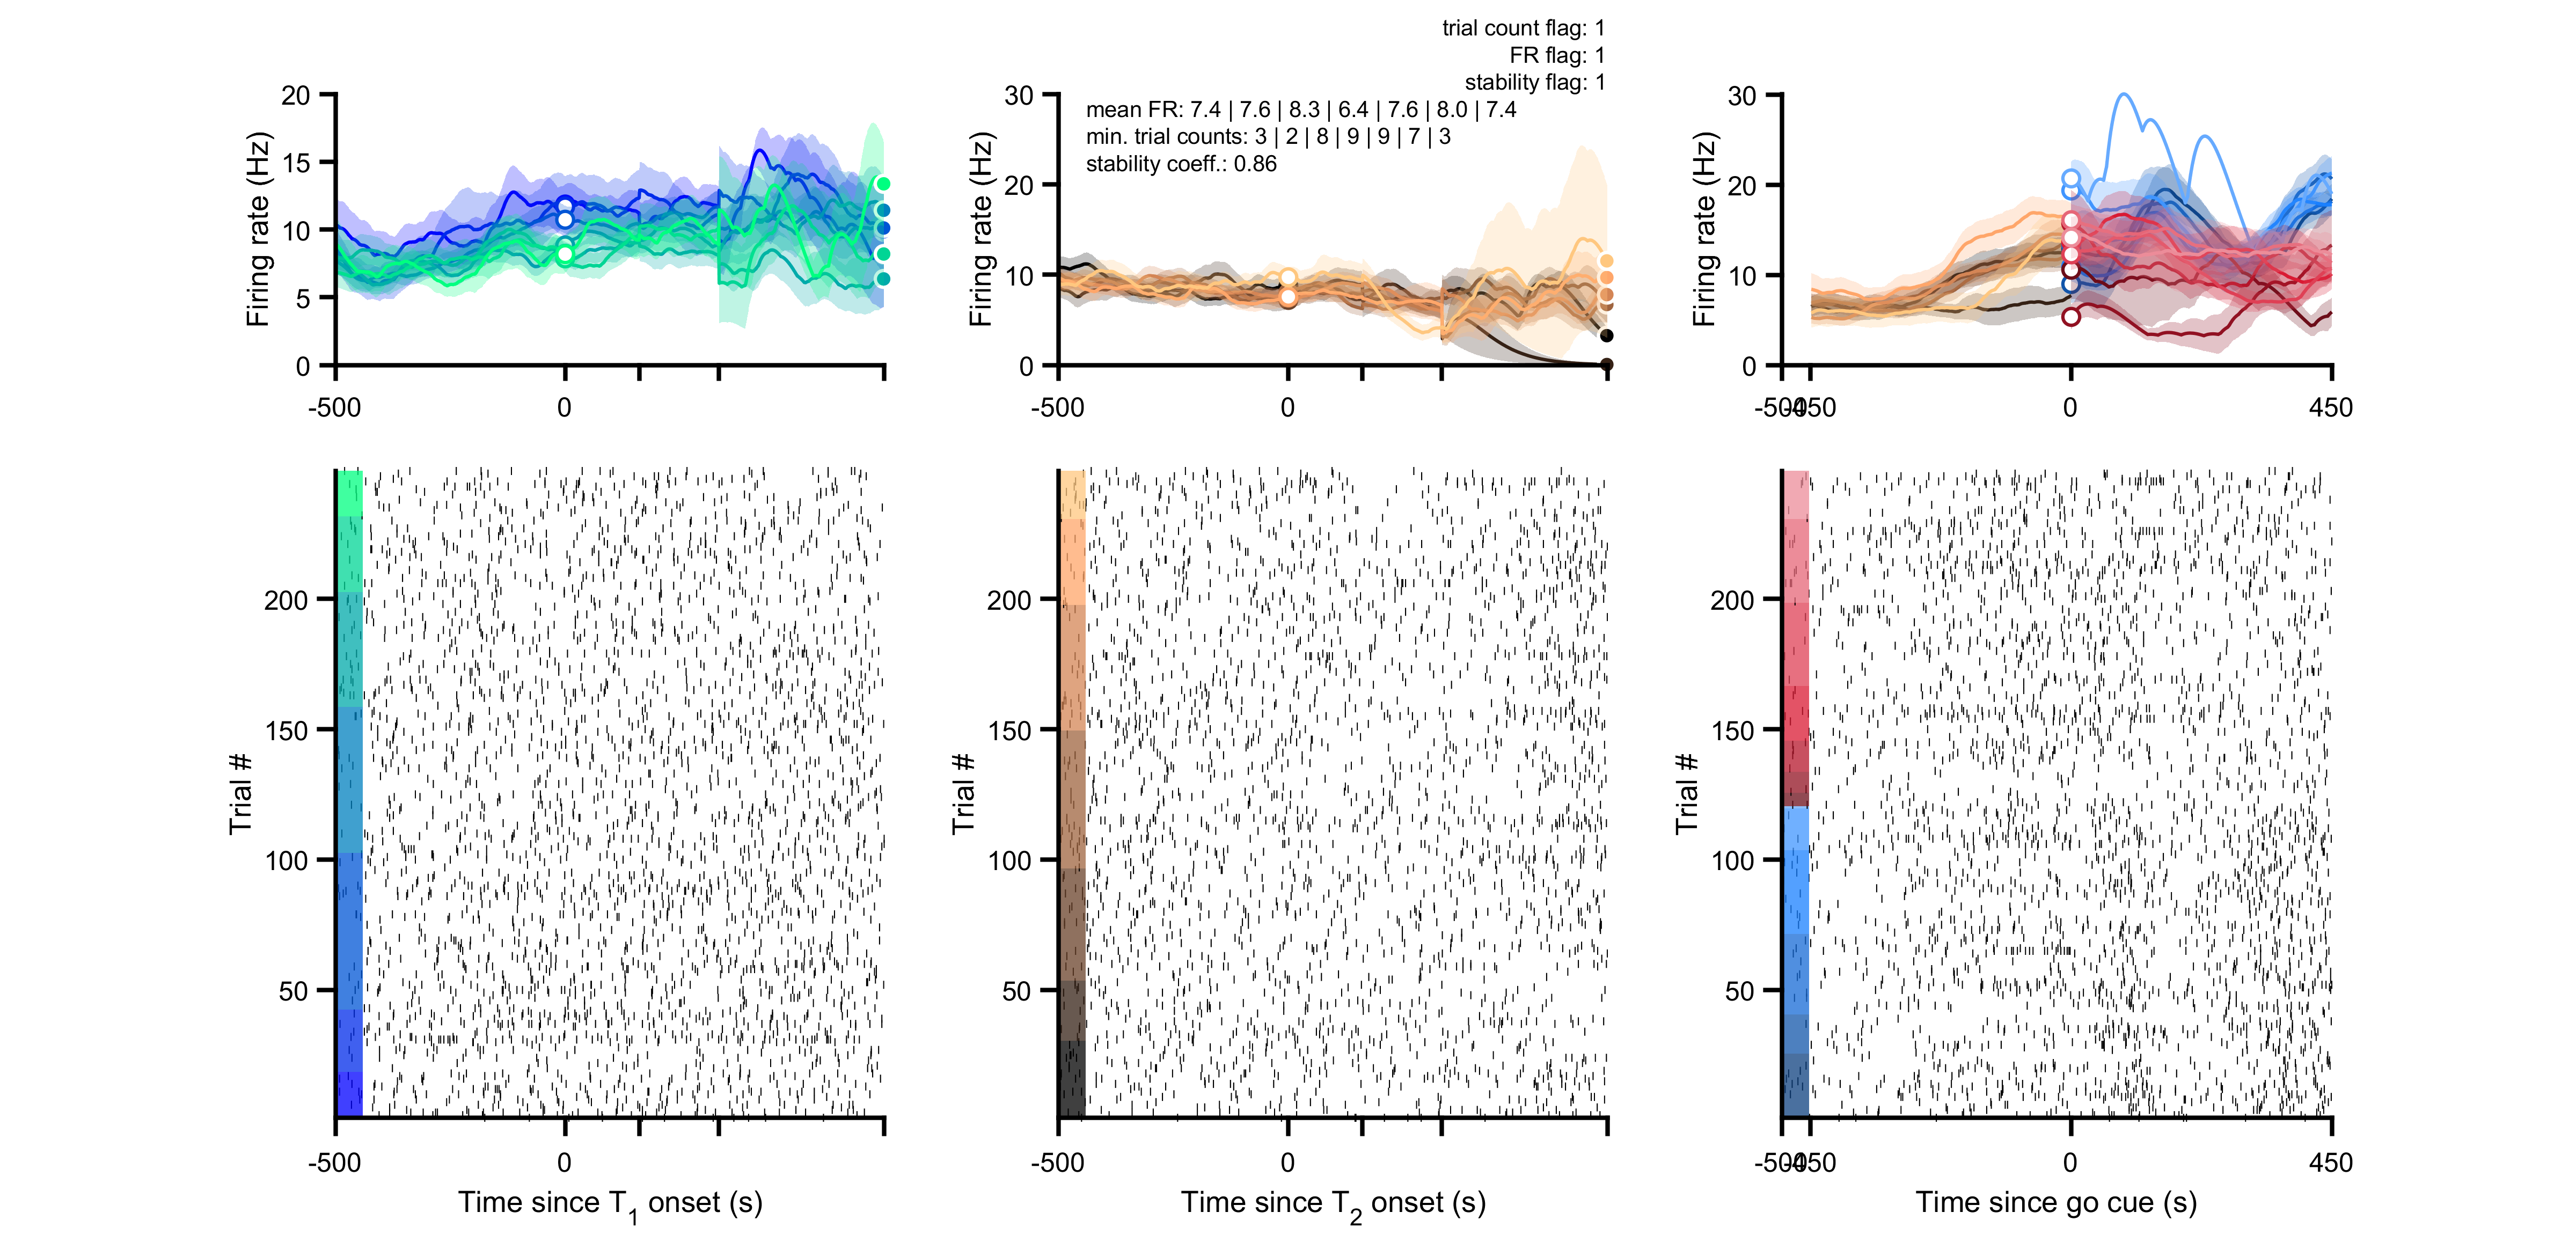 trial count flag: 1
FR flag: 1
stability flag: 1
mean FR: 7.4 | 7.6 | 8.3 | 6.4 | 7.6 | 8.0 | 7.4
min. trial counts: 3 | 2 | 8 | 9 | 9 | 7 | 3
stability coeff.: 0.86
Firing rate (Hz)
20
15
10
5
0
-500
0
Firing rate (Hz)
30
20
10
0
-500
0
Firing rate (Hz)
30
20
10
0
-500
-450
0
450
Trial #
200
150
100
50
-500
0
Time since T1 onset (s)
Trial #
200
150
100
50
-500
0
Time since T2 onset (s)
Trial #
200
150
100
50
-500
-450
0
450
Time since go cue (s)